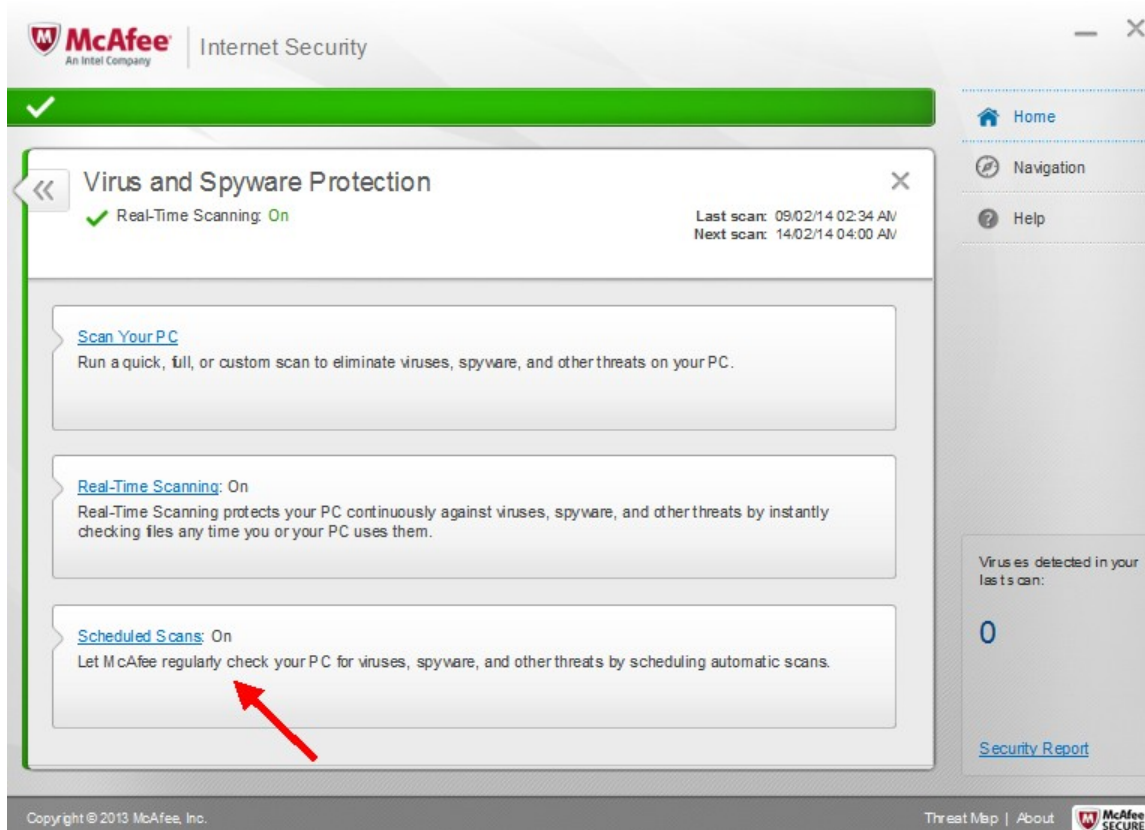 McAfee
An Intel Company
Internet Security
Home
Navigation
Help
Virus and Spyware Protection
Real-Time Scanning: On
Last scan: 09/02/14 02:34 AM
Next scan: 14/02/14 04:00 AM
Scan Your PC
Run a quick, full, or custom scan to eliminate viruses, spyware, and other threats on your PC.
Real-Time Scanning: On
Real-Time Scanning protects your PC continuously against viruses, spyware, and other threats by instantly
checking files any time you or your PC uses them.
Scheduled Scans: On
Let McAfee regularly check your PC for viruses, spyware, and other threats by scheduling automatic scans.
Viruses detected in your
last scan:
0
Security Report
Copyright © 2013 McAfee, Inc.
Threat Map | About
McAfee
SECURE